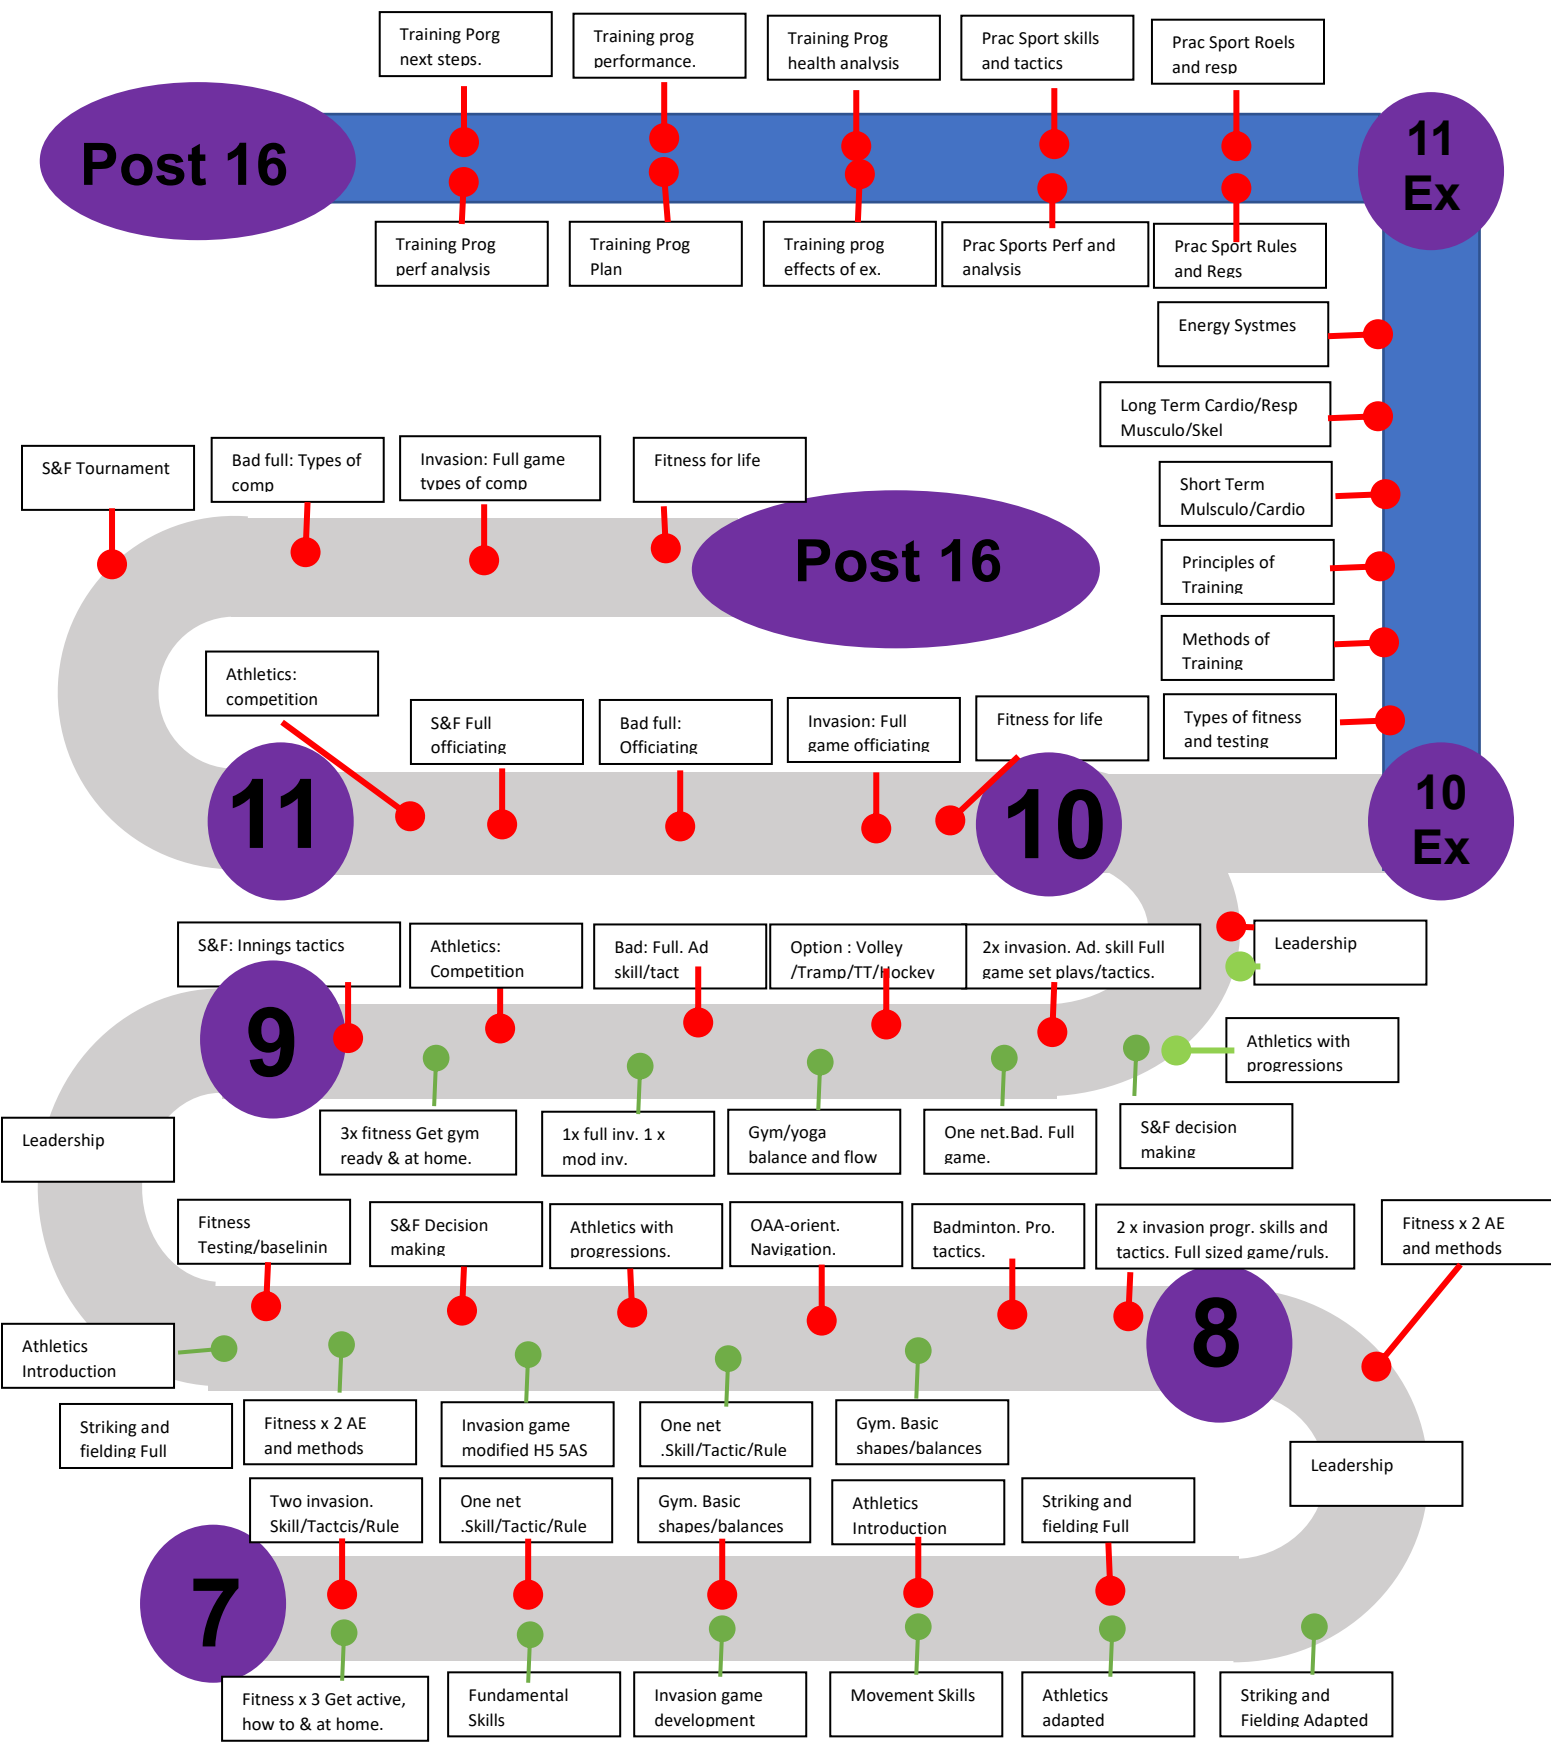 Training Porg
next steps.
Training prog
performance.
Training Prog
health analysis
Prac Sport skills
and tactics
Prac Sport Roels
and resp
Post 16
11
Ex
Training Prog
perf analysis
Training Prog
Plan
Training prog
effects of ex.
Prac Sports Perf and
analysis
Prac Sport Rules
and Regs
Energy Systmes
Long Term Cardio/Resp
Musculo/Skel
Short Term
Mulsculo/Cardio
Principles of
Training
Methods of
Training
Types of fitness
and testing
10
Ex
S&F Tournament
Bad full: Types of
comp
Invasion: Full game
types of comp
Fitness for life
Post 16
Athletics:
competition
S&F Full
officiating
Bad full:
Officiating
Invasion: Full
game officiating
Fitness for life
11
10
S&F: Innings tactics
Athletics:
Competition
Bad: Full. Ad
skill/tact
Option : Volley
/Tramp/TT/Hockey
2x invasion. Ad. skill Full
game set plays/tactics.
Leadership
9
Athletics with
progressions
Leadership
3x fitness Get gym
ready & at home.
1x full inv. 1 x
mod inv.
Gym/yoga
balance and flow
One net.Bad. Full
game.
S&F decision
making
Fitness
Testing/baselinin
S&F Decision
making
Athletics with
progressions.
OAA-orient.
Navigation.
Badminton. Pro.
tactics.
2 x invasion progr. skills and
tactics. Full sized game/ruls.
Fitness x 2 AE
and methods
8
Athletics
Introduction
Striking and
fielding Full
Fitness x 2 AE
and methods
Invasion game
modified H5 5AS
One net
.Skill/Tactic/Rule
Gym. Basic
shapes/balances
Leadership
Two invasion.
Skill/Tactcis/Rule
One net
.Skill/Tactic/Rule
Gym. Basic
shapes/balances
Athletics
Introduction
Striking and
fielding Full
7
Fitness x 3 Get active,
how to & at home.
Fundamental
Skills
Invasion game
development
Movement Skills
Athletics
adapted
Striking and
Fielding Adapted